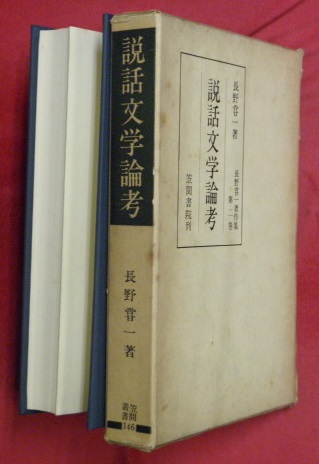 説話文学論考
長野甞一著
笠間
叢書
146
長野甞一著
説話文学論考
長野甞一著作集
第一巻
笠間書院刊